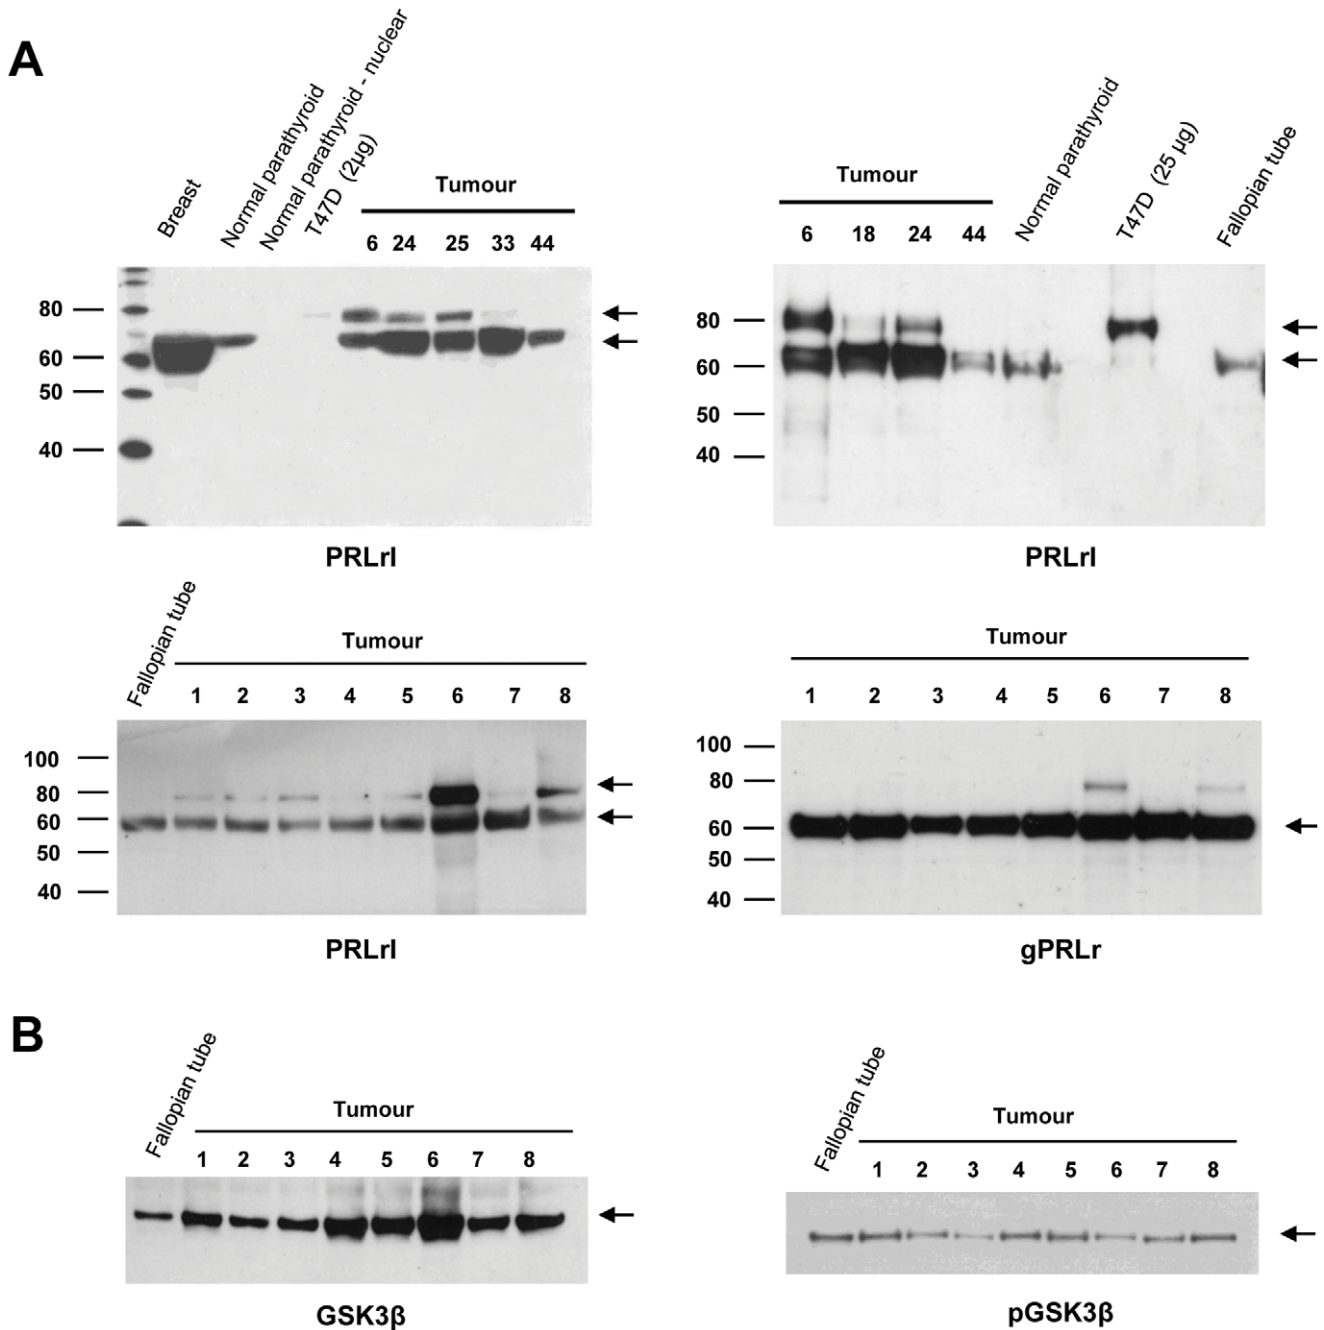 A
Breast
Normal parathyroid
Normal parathyroid - nuclear
T47D (2µg)
Tumour
6 24 25 33 44
80
60
50
40
PRLrI
Tumour
6 18 24 44
Normal parathyroid
T47D (25 µg)
Fallopian tube
80
60
50
40
PRLrI
Fallopian tube
Tumour
1 2 3 4 5 6 7 8
100
80
60
50
40
PRLrI
Tumour
1 2 3 4 5 6 7 8
100
80
60
50
40
gPRLr
B
Fallopian tube
Tumour
1 2 3 4 5 6 7 8
GSK3β
Fallopian tube
Tumour
1 2 3 4 5 6 7 8
pGSK3β